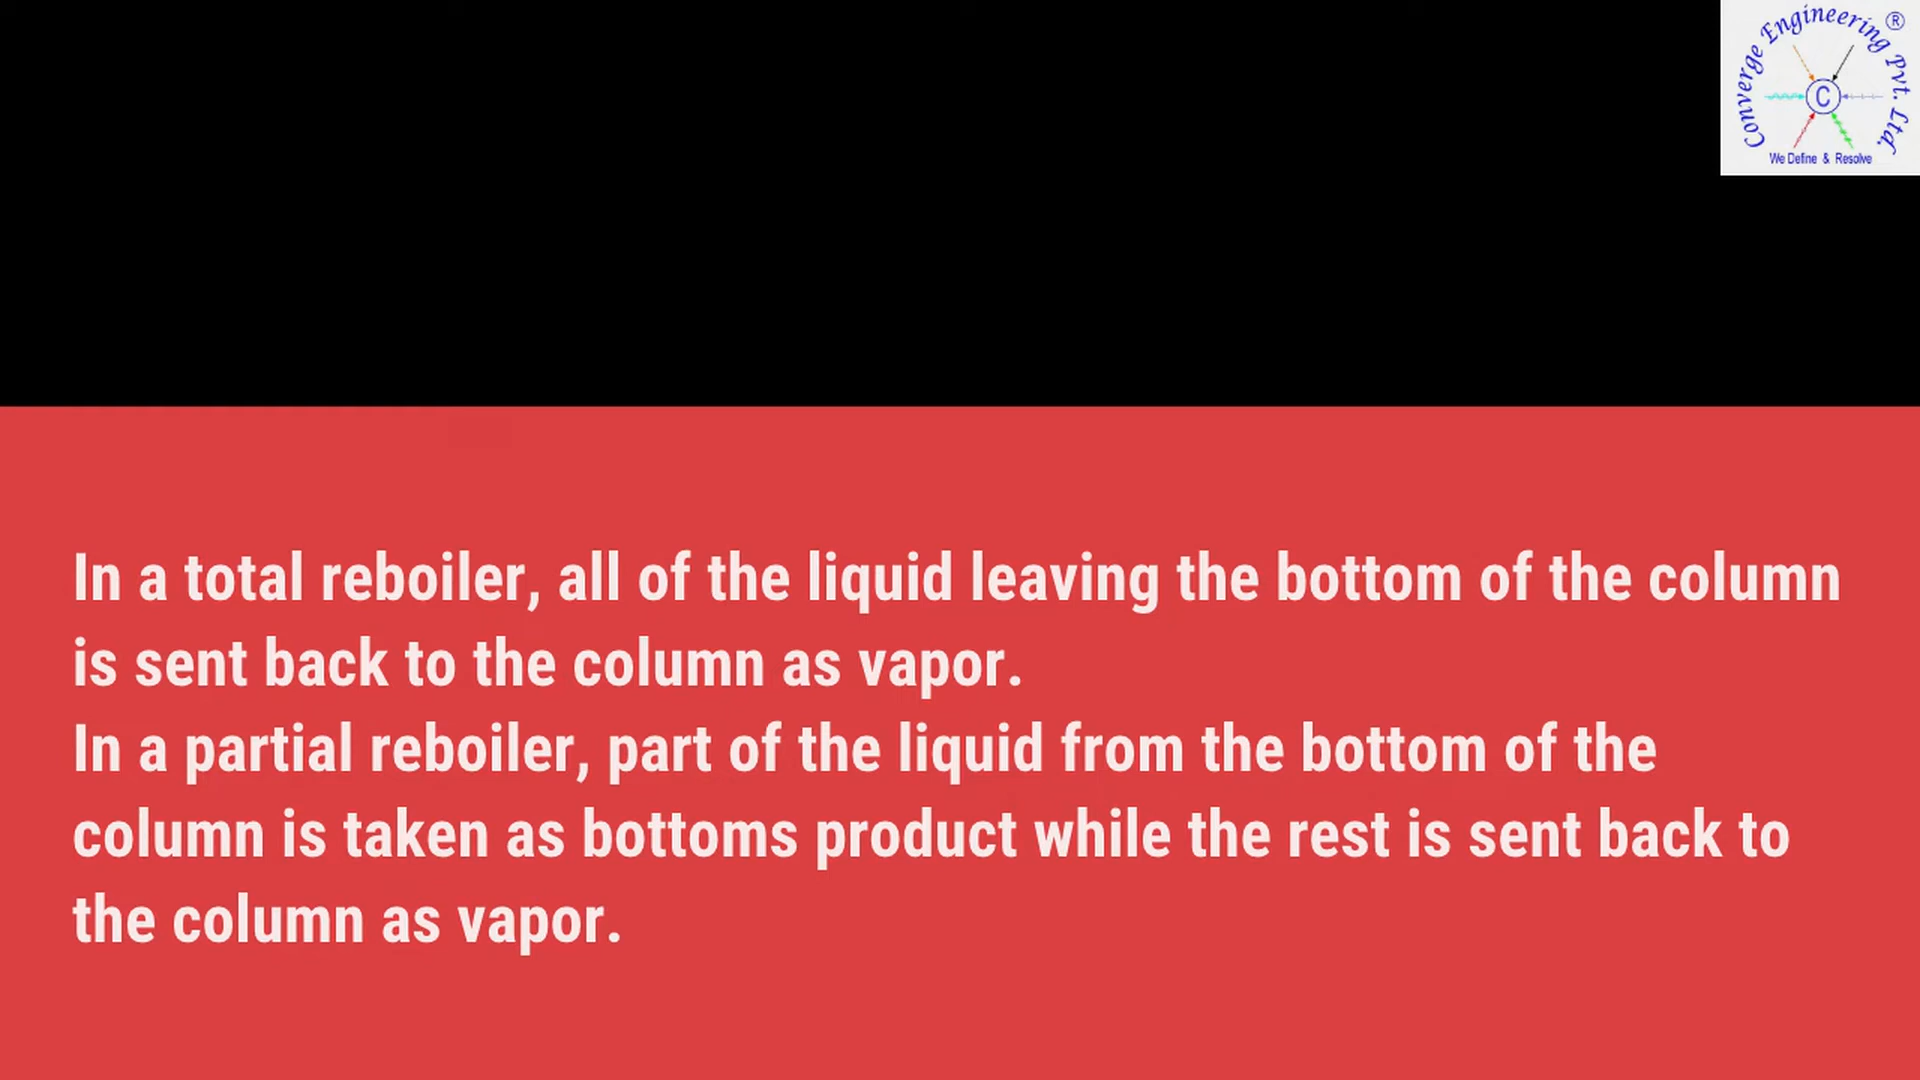 Converge Engineering Pvt. Ltd. ®
C
We Define & Resolve
In a total reboiler, all of the liquid leaving the bottom of the column
is sent back to the column as vapor.
In a partial reboiler, part of the liquid from the bottom of the
column is taken as bottoms product while the rest is sent back to
the column as vapor.